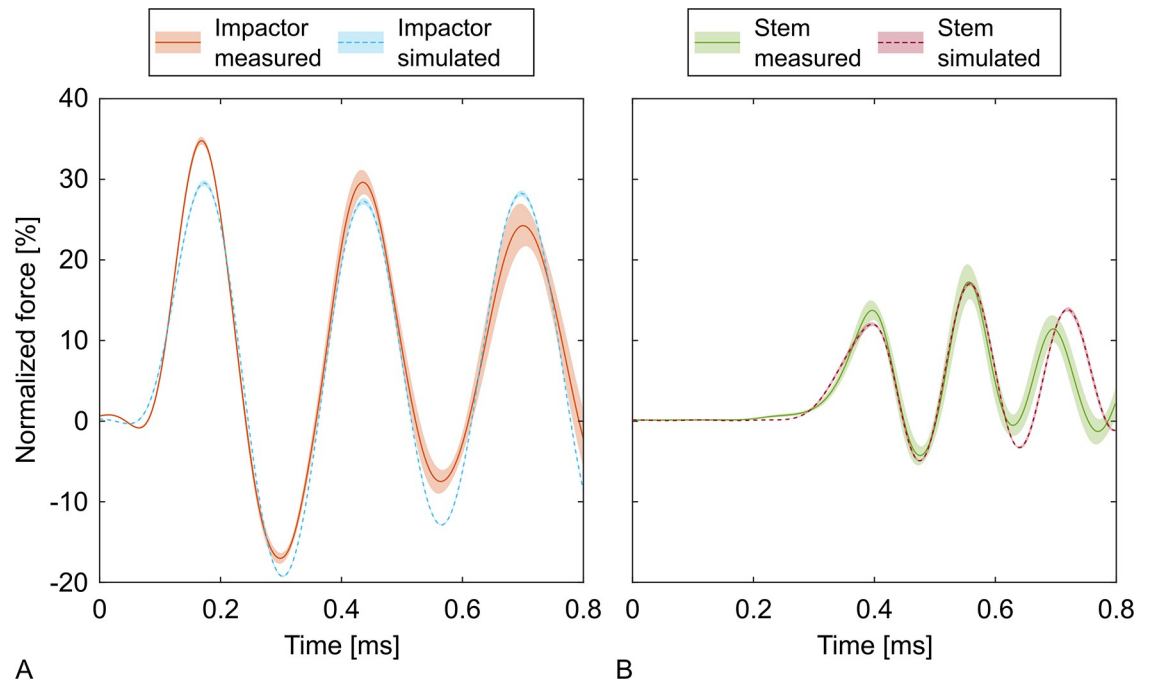 Impactor measured
Impactor simulated
Stem measured
Stem simulated
40
30
20
10
0
-10
-20
Normalized force [%]
0 0.2 0.4 0.6 0.8
0 0.2 0.4 0.6 0.8
Time [ms]
Time [ms]
A
B